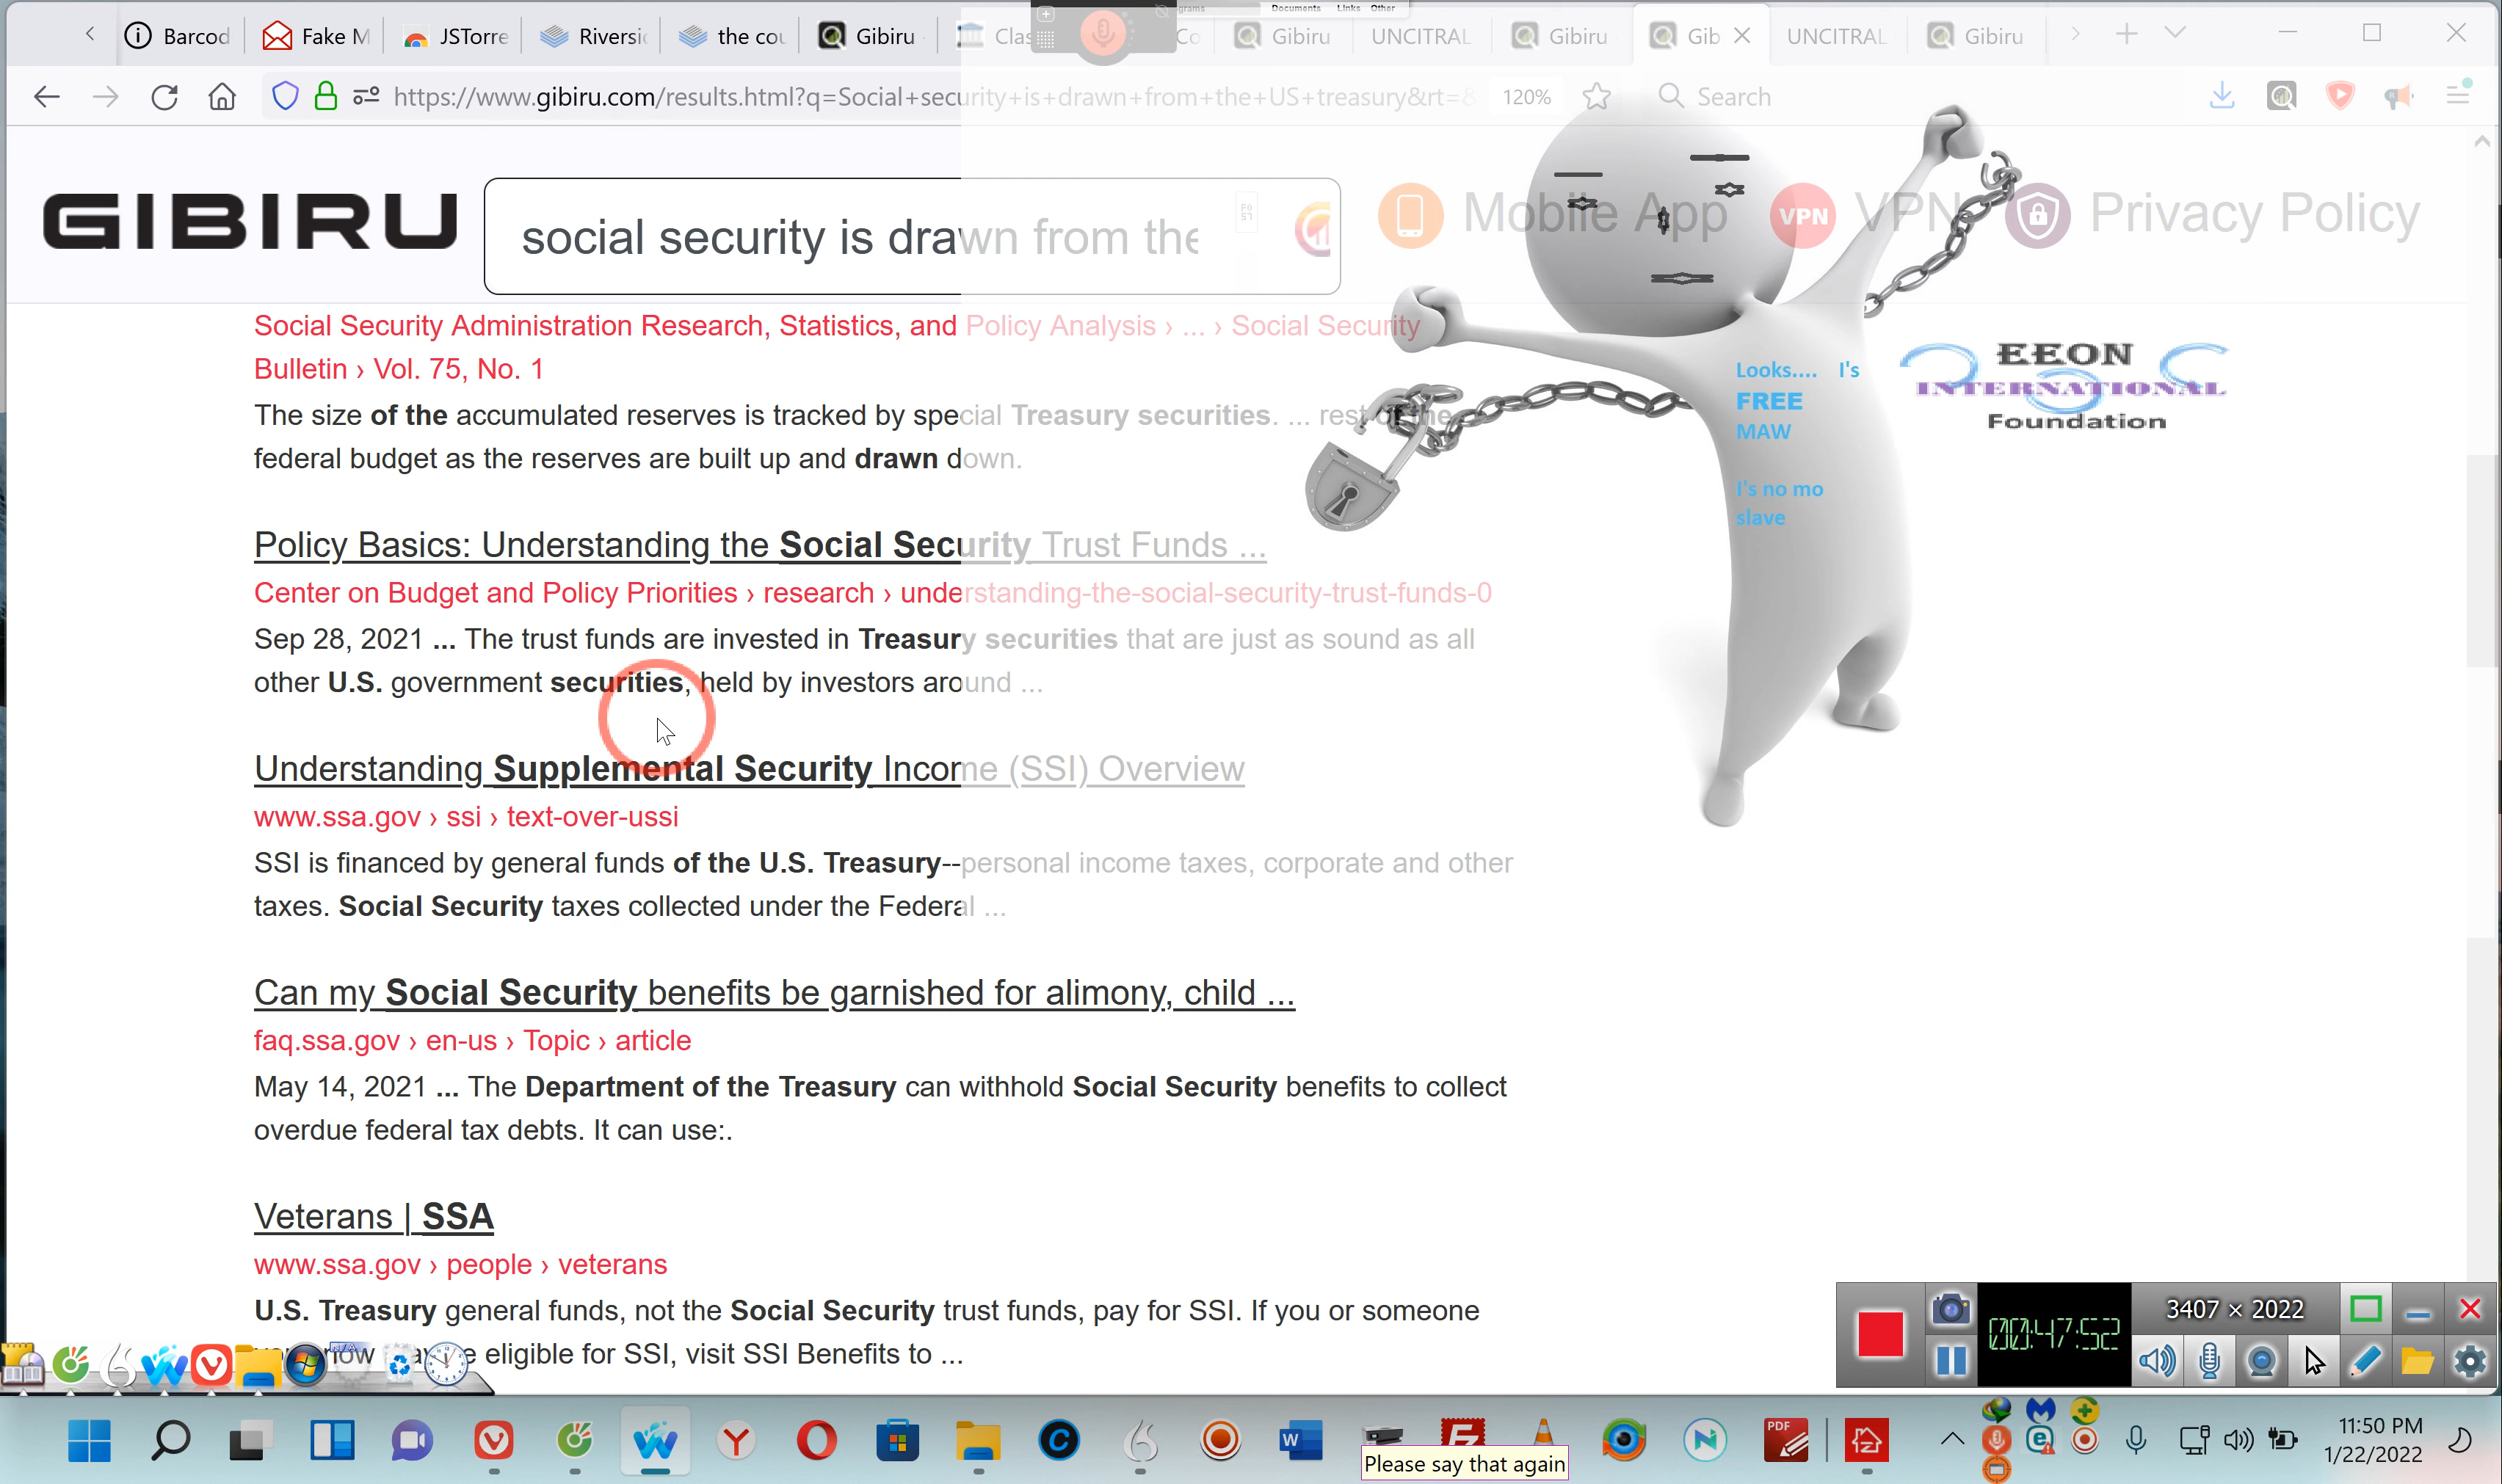 Programs Documents Links Other
Barcod
Fake M
JSTorre
Riversi
the cou
Gibiru
Clas
Co
Gibiru
UNCITRAL
Gibiru
Gib
UNCITRAL
Gibiru
https://www.gibiru.com/results.html?q=Social+security+is+drawn+from+the+US+treasury&rt=&
120%
Search
GIBIRU
social security is drawn from the
Mobile App
VPN
VPN
Privacy Policy
Social Security Administration Research, Statistics, and Policy Analysis › ... › Social Security
Bulletin › Vol. 75, No. 1
The size of the accumulated reserves is tracked by special Treasury securities. ... rest of the
federal budget as the reserves are built up and drawn down.
Looks.... I's
FREE
MAW
I's no mo
slave
EEON
INTERNATIONAL
Foundation
Policy Basics: Understanding the Social Security Trust Funds ...
Center on Budget and Policy Priorities › research › understanding-the-social-security-trust-funds-0
Sep 28, 2021 ... The trust funds are invested in Treasury securities that are just as sound as all
other U.S. government securities, held by investors around ...
Understanding Supplemental Security Income (SSI) Overview
www.ssa.gov › ssi › text-over-ussi
SSI is financed by general funds of the U.S. Treasury--personal income taxes, corporate and other
taxes. Social Security taxes collected under the Federal ...
Can my Social Security benefits be garnished for alimony, child ...
faq.ssa.gov › en-us › Topic › article
May 14, 2021 ... The Department of the Treasury can withhold Social Security benefits to collect
overdue federal tax debts. It can use:.
Veterans | SSA
www.ssa.gov › people › veterans
U.S. Treasury general funds, not the Social Security trust funds, pay for SSI. If you or someone
eligible for SSI, visit SSI Benefits to ...
00:47:52
3407 × 2022
PDF
Please say that again
11:50 PM
1/22/2022